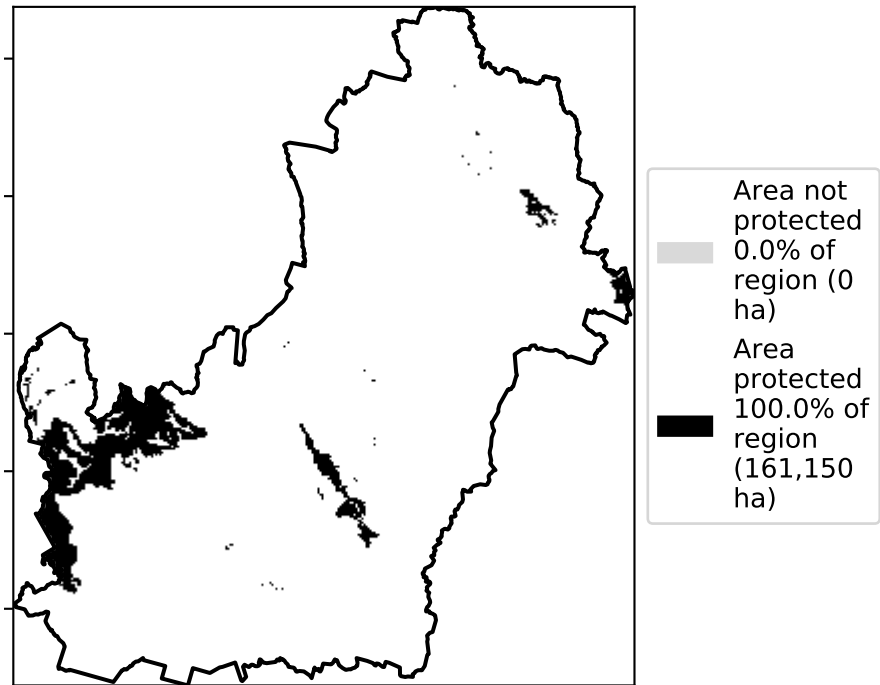 Area not
protected
0.0% of
region (0
ha)
Area
protected
100.0% of
region
(161,150
ha)